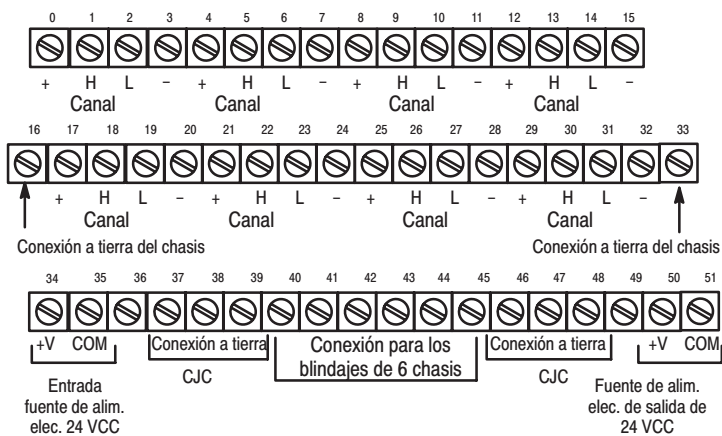 0 1 2 3 4 5 6 7 8 9 10 11 12 13 14 15
+ H L – + H L – + H L – + H L –
Canal Canal Canal Canal
16 17 18 19 20 21 22 23 24 25 26 27 28 29 30 31 32 33
+ H L – + H L – + H L – + H L –
Canal Canal Canal Canal
Conexión a tierra del chasis Conexión a tierra del chasis
34 35 36 37 38 39 40 41 42 43 44 45 46 47 48 49 50 51
+V COM Conexión a tierra Conexión para los Conexión a tierra +V COM
CJC blindajes de 6 chasis CJC
Entrada Fuente de alim.
fuente de alim. elec. de salida de
elec. 24 VCC 24 VCC